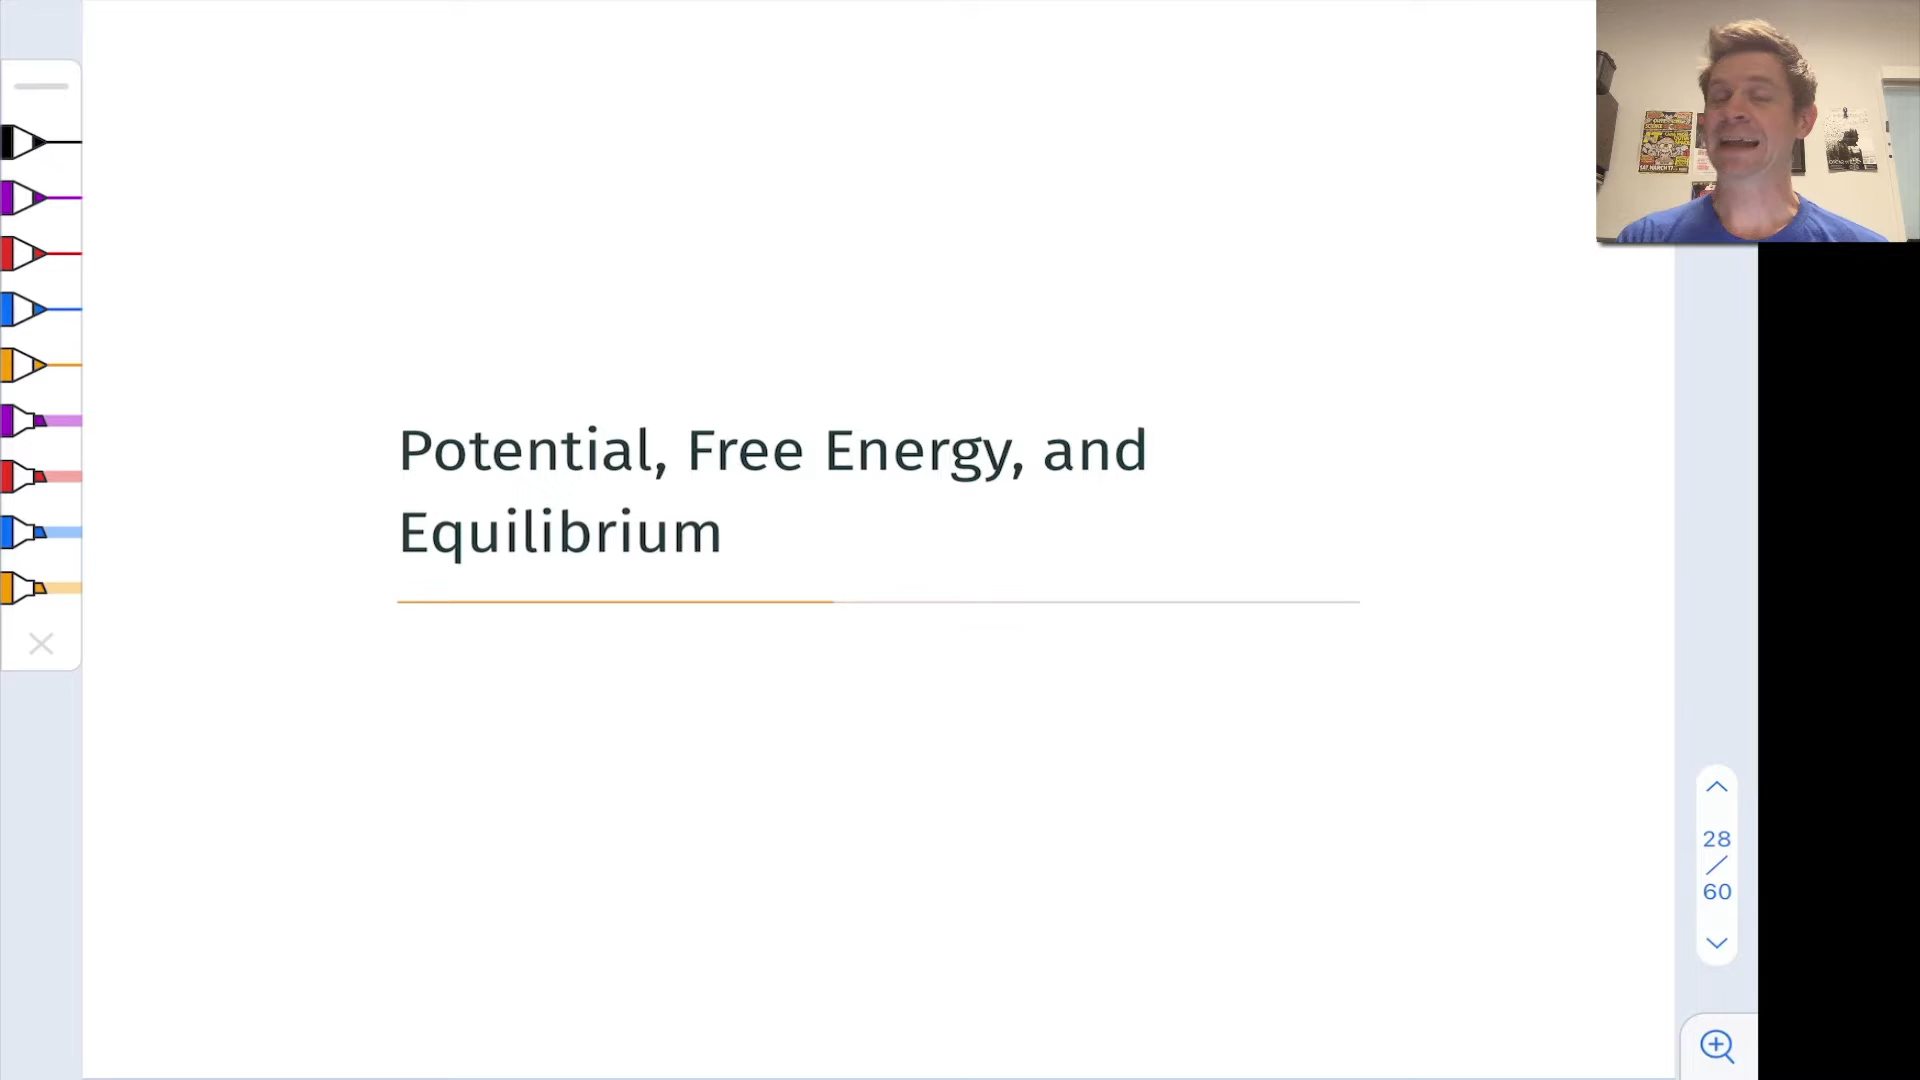 Potential, Free Energy, and
Equilibrium
28
60